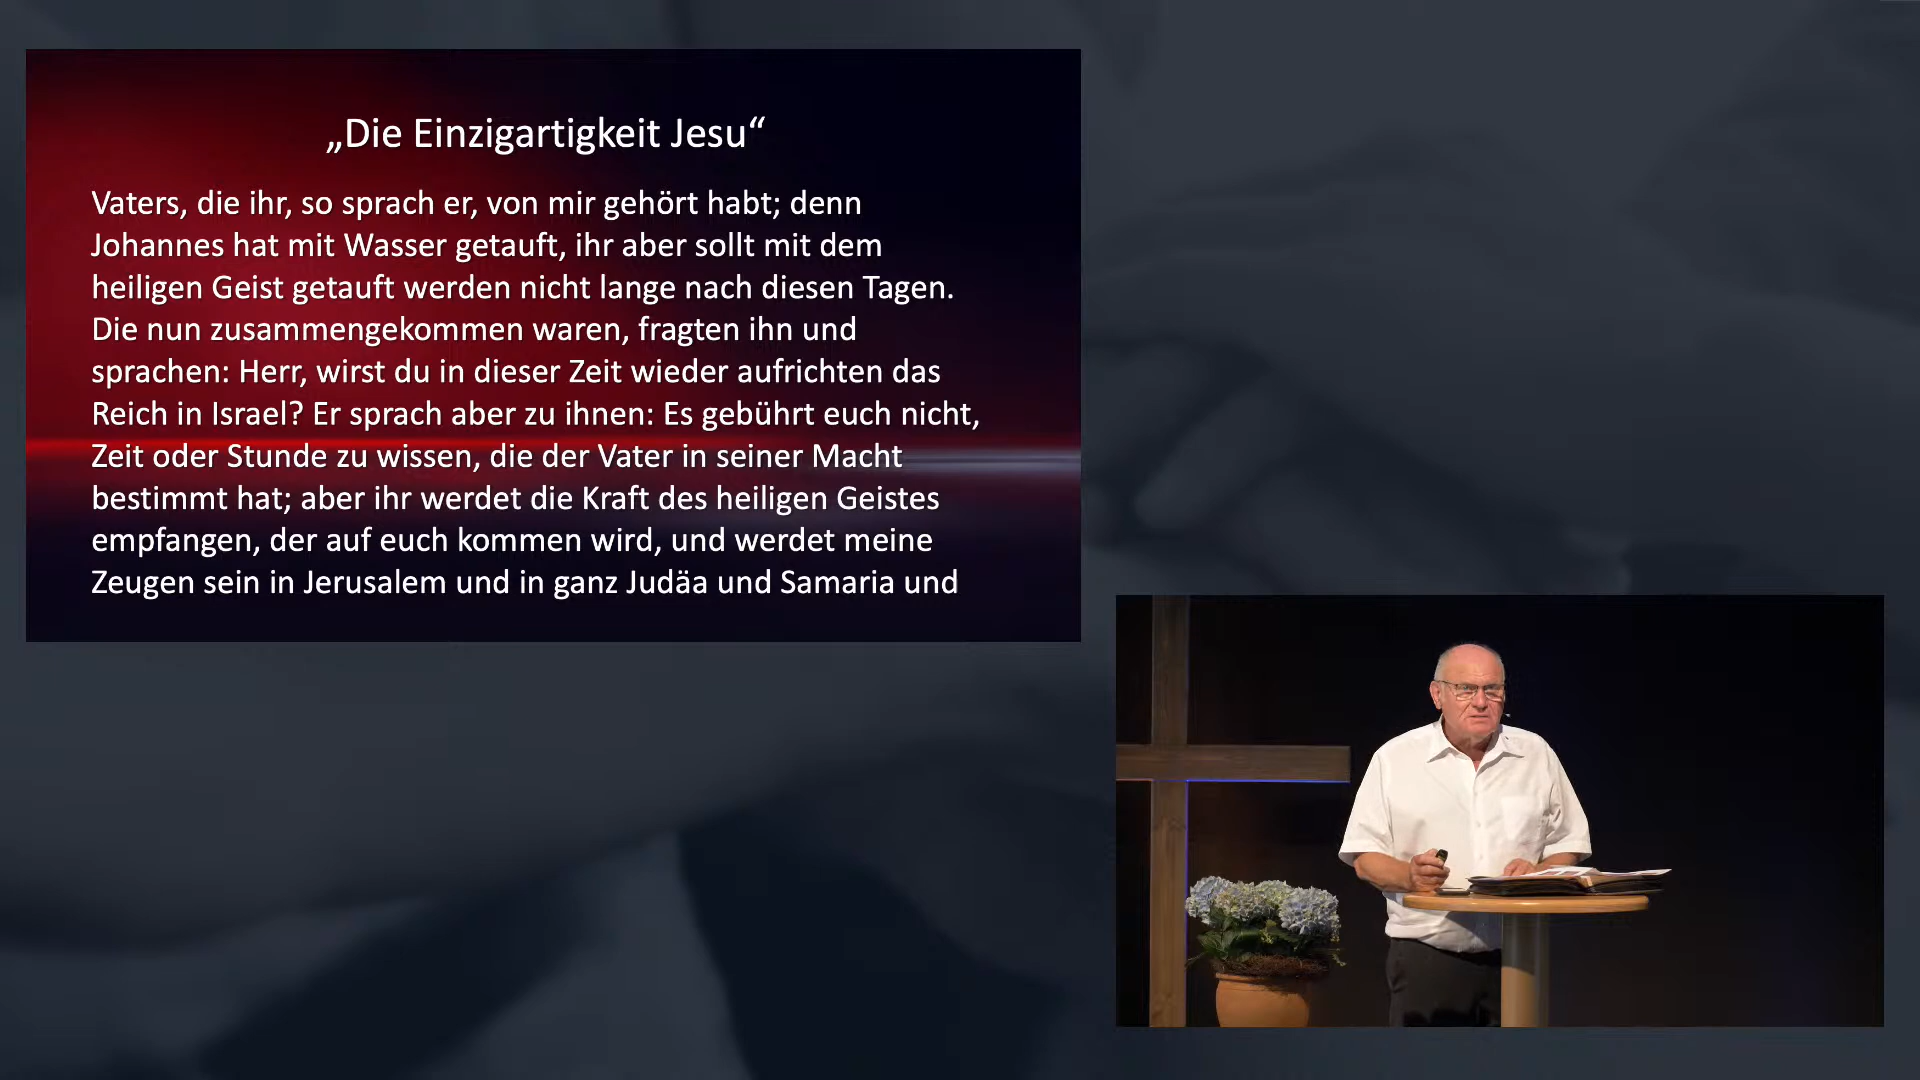 „Die Einzigartigkeit Jesu“
Vaters, die ihr, so sprach er, von mir gehört habt; denn
Johannes hat mit Wasser getauft, ihr aber sollt mit dem
heiligen Geist getauft werden nicht lange nach diesen Tagen.
Die nun zusammengekommen waren, fragten ihn und
sprachen: Herr, wirst du in dieser Zeit wieder aufrichten das
Reich in Israel? Er sprach aber zu ihnen: Es gebührt euch nicht,
Zeit oder Stunde zu wissen, die der Vater in seiner Macht
bestimmt hat; aber ihr werdet die Kraft des heiligen Geistes
empfangen, der auf euch kommen wird, und werdet meine
Zeugen sein in Jerusalem und in ganz Judäa und Samaria und